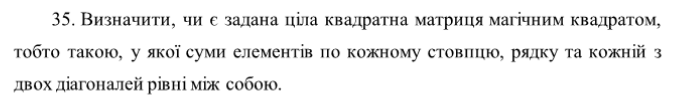 35. Визначити, чи є задана ціла квадратна матриця магічним квадратом,
тобто такою, у якої суми елементів по кожному стовпцю, рядку та кожній з
двох діагоналей рівні між собою.